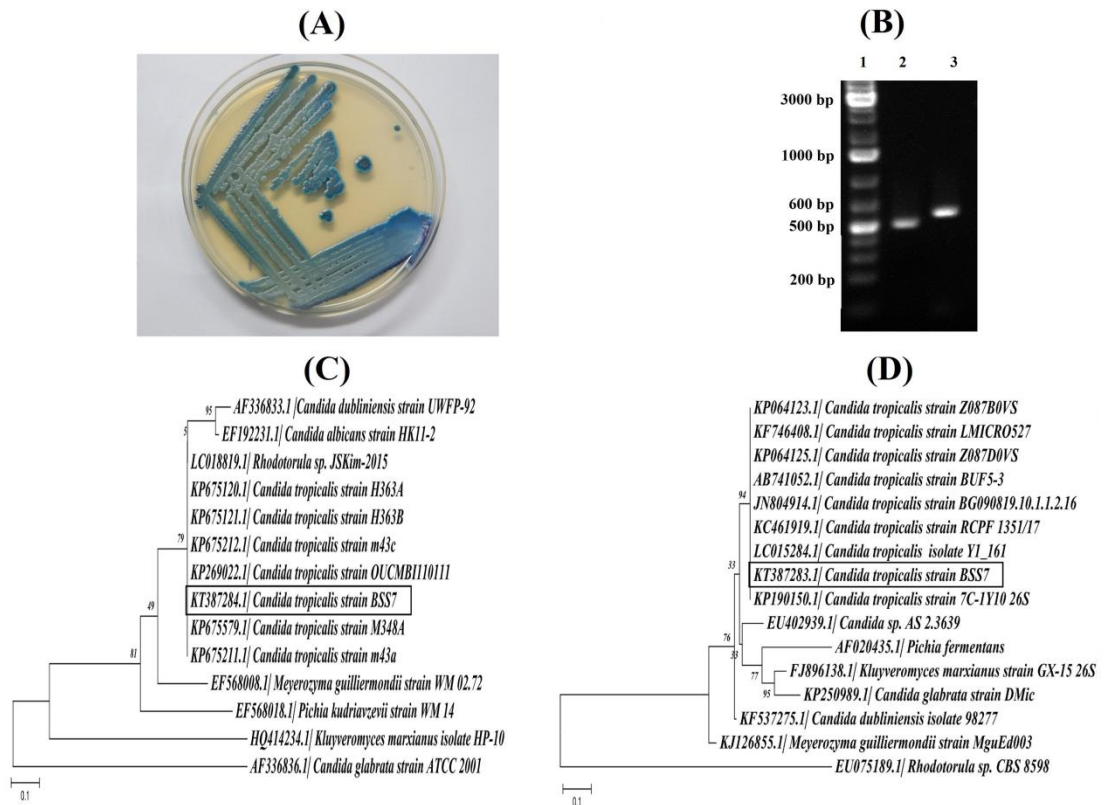 (A)
(B)
1 2 3
3000 bp
1000 bp
600 bp
500 bp
200 bp
(C)
95
AF336833.1/ Candida dubliniensis strain UWFP-92
5
EF192231.1/ Candida albicans strain HK11-2
LC018819.1/ Rhodotorula sp. JSKim-2015
KP675120.1/ Candida tropicalis strain H363A
KP675121.1/ Candida tropicalis strain H363B
79
KP675212.1/ Candida tropicalis strain m43c
KP269022.1/ Candida tropicalis strain OUCMBI110111
KT387284.1/ Candida tropicalis strain BSS7
49
KP675579.1/ Candida tropicalis strain M348A
81
KP675211.1/ Candida tropicalis strain m43a
EF568008.1/ Meyerozyma guilliermondii strain WM 02.72
EF568018.1/ Pichia kudriavzevii strain WM 14
HQ414234.1/ Kluyveromyces marxianus isolate HP-10
AF336836.1/ Candida glabrata strain ATCC 2001
0.1
(D)
KP064123.1/ Candida tropicalis strain Z087B0VS
KF746408.1/ Candida tropicalis strain LMICRO527
KP064125.1/ Candida tropicalis strain Z087D0VS
AB741052.1/ Candida tropicalis strain BUF5-3
94
JN804914.1/ Candida tropicalis strain BG090819.10.1.1.2.16
KC461919.1/ Candida tropicalis strain RCPF 1351/17
LC015284.1/ Candida tropicalis isolate Y1_161
33
KT387283.1/ Candida tropicalis strain BSS7
KP190150.1/ Candida tropicalis strain 7C-1Y10 26S
EU402939.1/ Candida sp. AS 2.3639
76
33
AF020435.1/ Pichia fermentans
77
FJ896138.1/ Kluyveromyces marxianus strain GX-15 26S
95
KP250989.1/ Candida glabrata strain DMic
KF537275.1/ Candida dubliniensis isolate 98277
KJ126855.1/ Meyerozyma guilliermondii strain MguEd003
EU075189.1/ Rhodotorula sp. CBS 8598
0.1